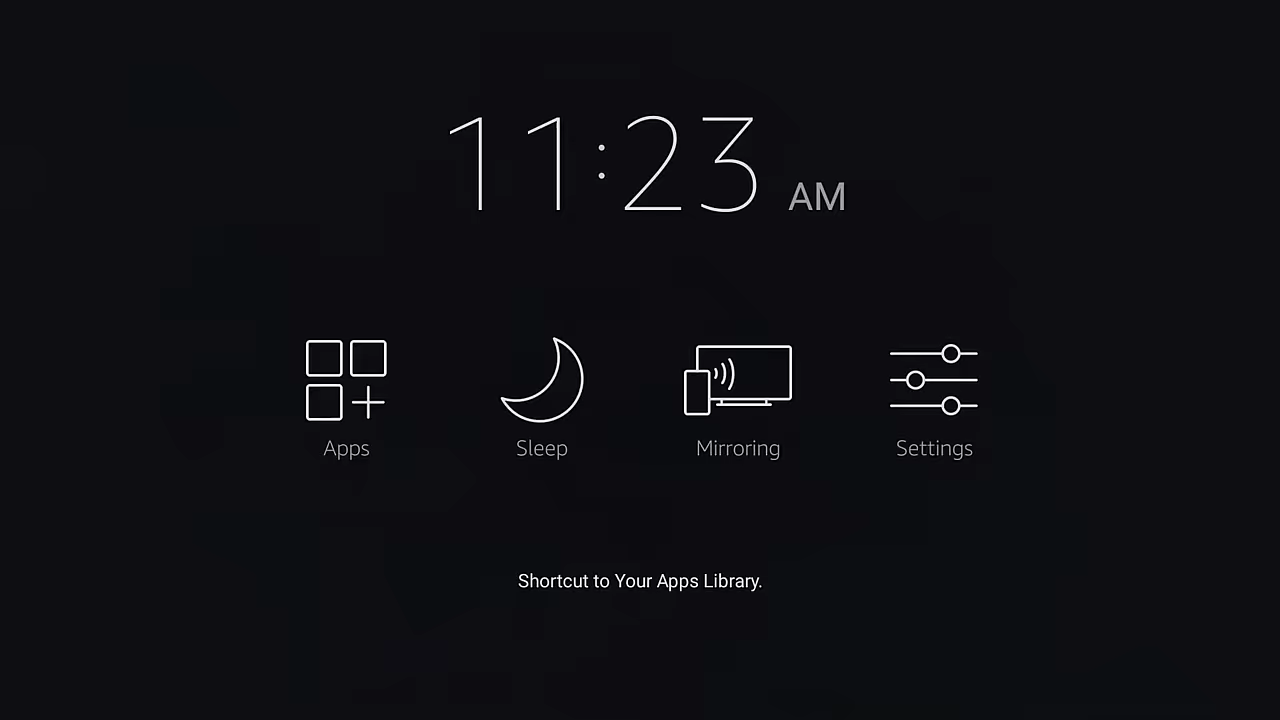 11:23 AM
Apps
Sleep
Mirroring
Settings
Shortcut to Your Apps Library.